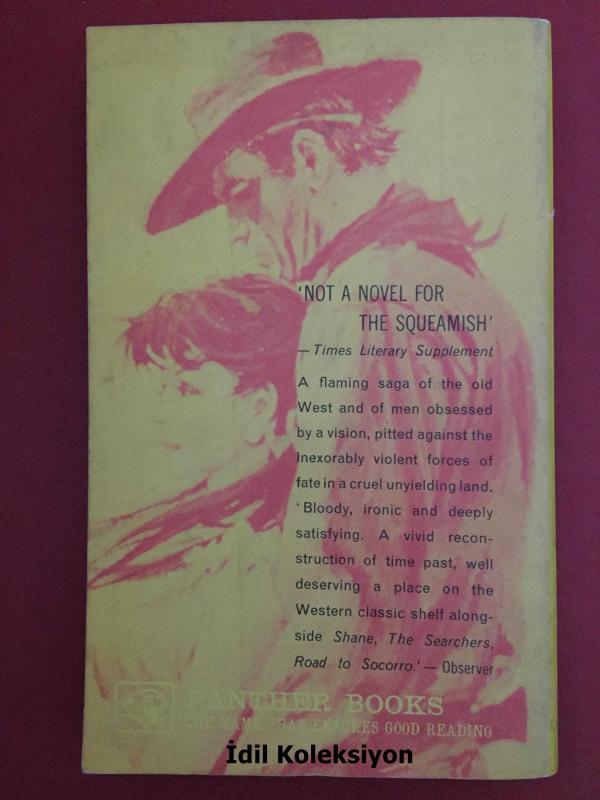 'NOT A NOVEL FOR
THE SQUEAMISH'
— Times Literary Supplement
A flaming saga of the old
West and of men obsessed
by a vision, pitted against the
inexorably violent forces of
fate in a cruel unyielding land.
'Bloody, ironic and deeply
satisfying. A vivid recon-
struction of time past, well
deserving a place on the
Western classic shelf along-
side Shane, The Searchers,
Road to Socorro.' — Observer
PANTHER BOOKS
THE NAME THAT ENSURES GOOD READING
İdil Koleksiyon